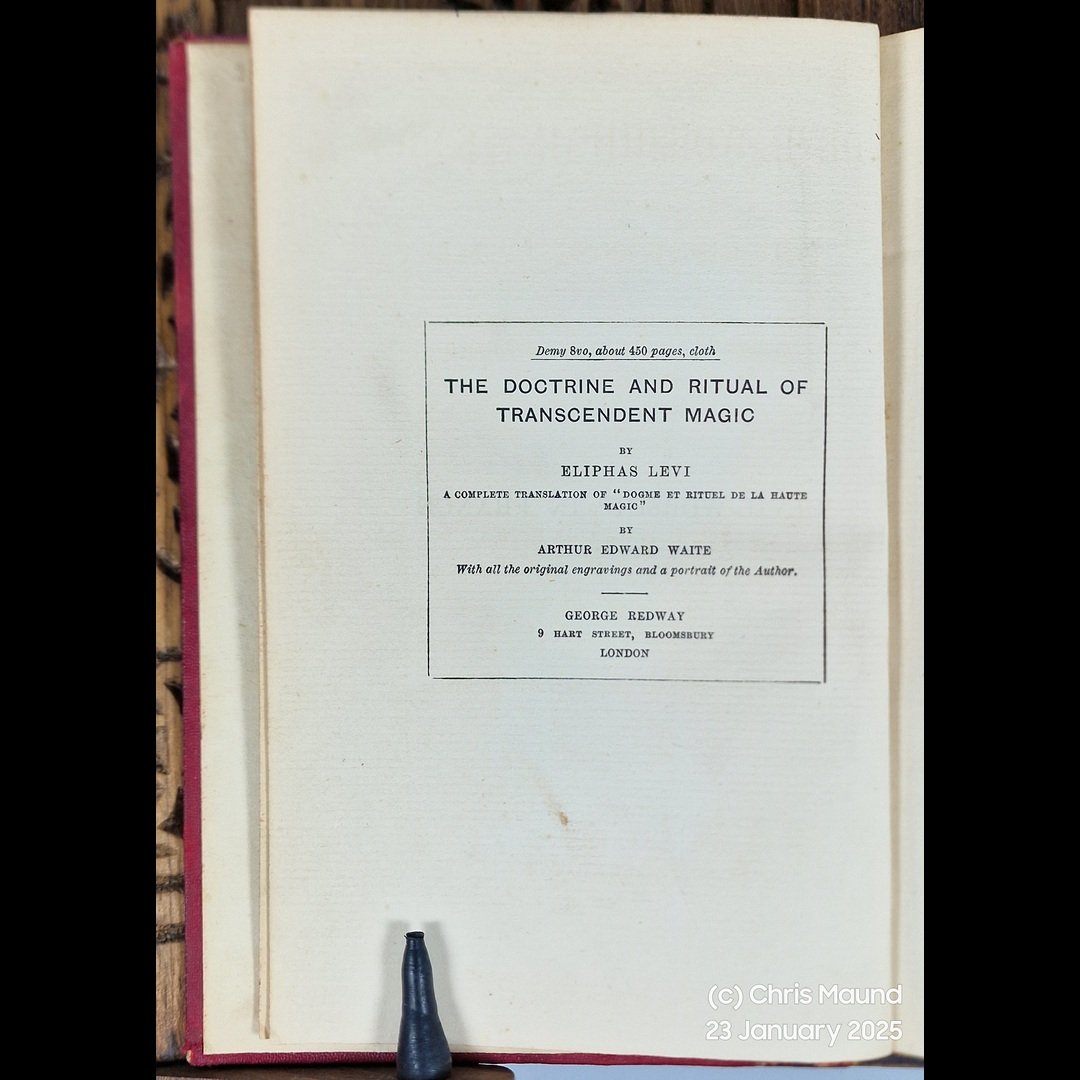 Demy 8vo, about 450 pages, cloth
THE DOCTRINE AND RITUAL OF
TRANSCENDENT MAGIC
BY
ELIPHAS LEVI
A COMPLETE TRANSLATION OF "DOGME ET RITUEL DE LA HAUTE
MAGIC"
BY
ARTHUR EDWARD WAITE
With all the original engravings and a portrait of the Author.
GEORGE REDWAY
9 HART STREET, BLOOMSBURY
LONDON
(c) Chris Maund
23 January 2025